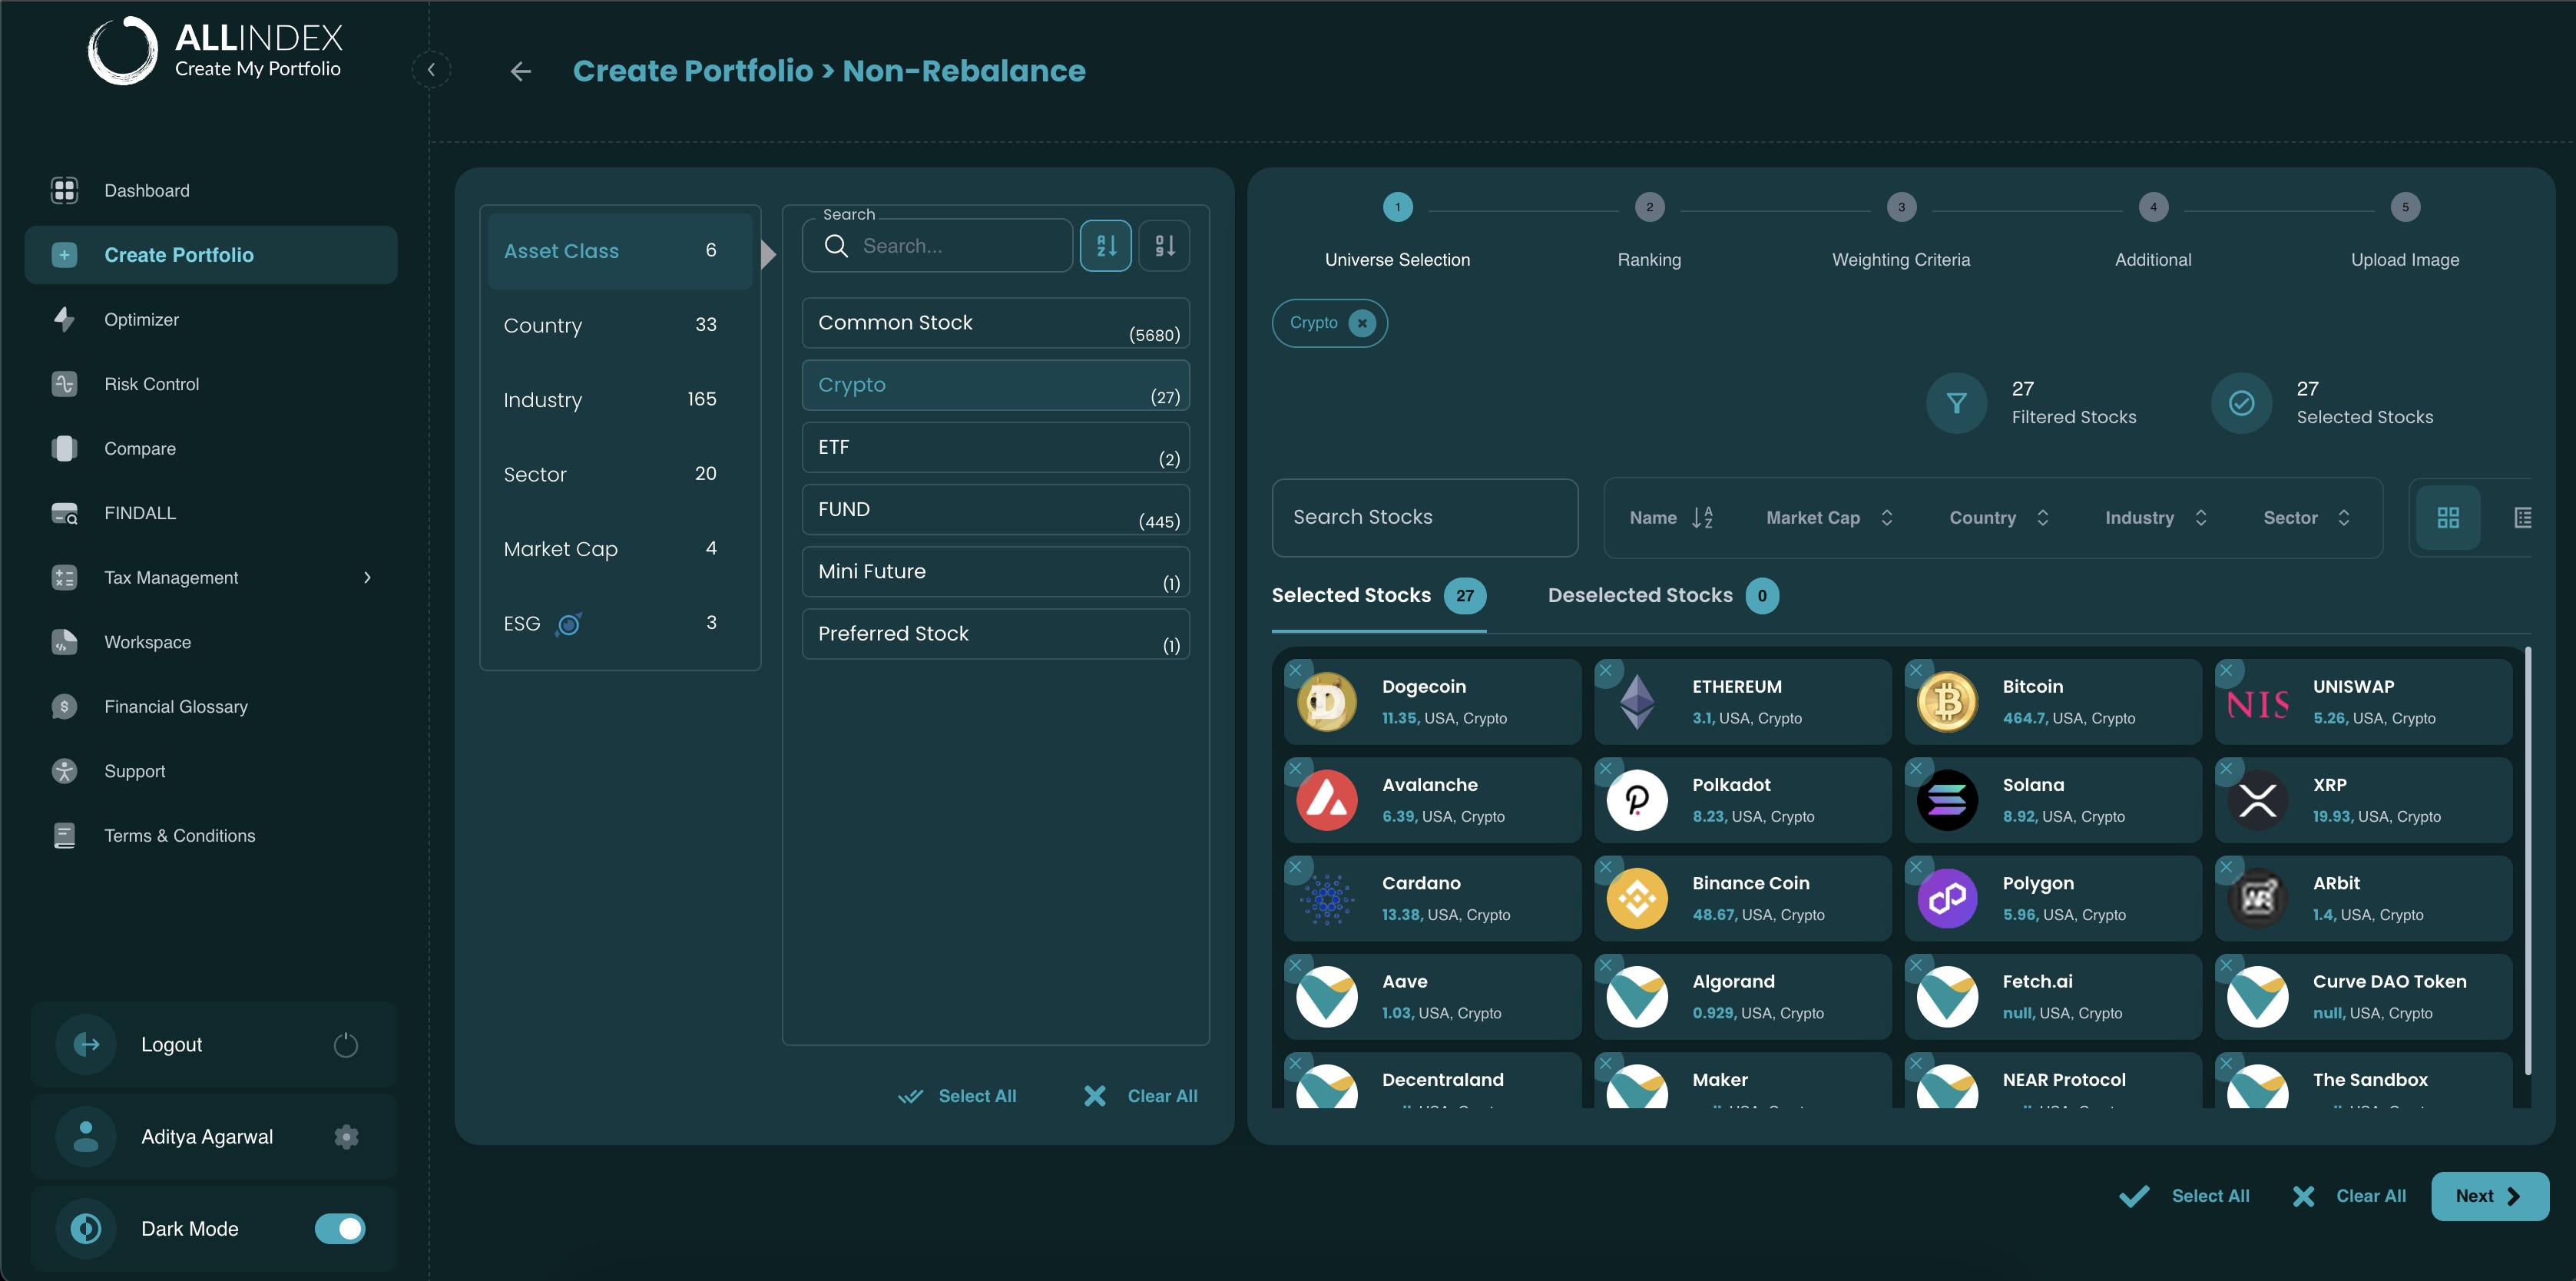 ALLINDEX
Create My Portfolio
Dashboard
Create Portfolio
Optimizer
Risk Control
Compare
FINDALL
Tax Management
Workspace
Financial Glossary
Support
Terms & Conditions
Logout
Aditya Agarwal
Dark Mode
Create Portfolio > Non-Rebalance
Asset Class 6
Country 33
Industry 165
Sector 20
Market Cap 4
ESG 3
Search
Search...
A Z
0 9
Common Stock (5680)
Crypto (27)
ETF (2)
FUND (445)
Mini Future (1)
Preferred Stock (1)
Select All Clear All
1 2 3 4 5
Universe Selection Ranking Weighting Criteria Additional Upload Image
Crypto
27 Filtered Stocks
27 Selected Stocks
Search Stocks
Name A Z Market Cap Country Industry Sector
Selected Stocks 27 Deselected Stocks 0
Dogecoin
11.35, USA, Crypto
ETHEREUM
3.1, USA, Crypto
Bitcoin
464.7, USA, Crypto
NIS
UNISWAP
5.26, USA, Crypto
Avalanche
6.39, USA, Crypto
Polkadot
8.23, USA, Crypto
Solana
8.92, USA, Crypto
XRP
19.93, USA, Crypto
Cardano
13.38, USA, Crypto
Binance Coin
48.67, USA, Crypto
Polygon
5.96, USA, Crypto
ARbit
1.4, USA, Crypto
Aave
1.03, USA, Crypto
Algorand
0.929, USA, Crypto
Fetch.ai
null, USA, Crypto
Curve DAO Token
null, USA, Crypto
Decentraland
Maker
NEAR Protocol
The Sandbox
Select All Clear All Next